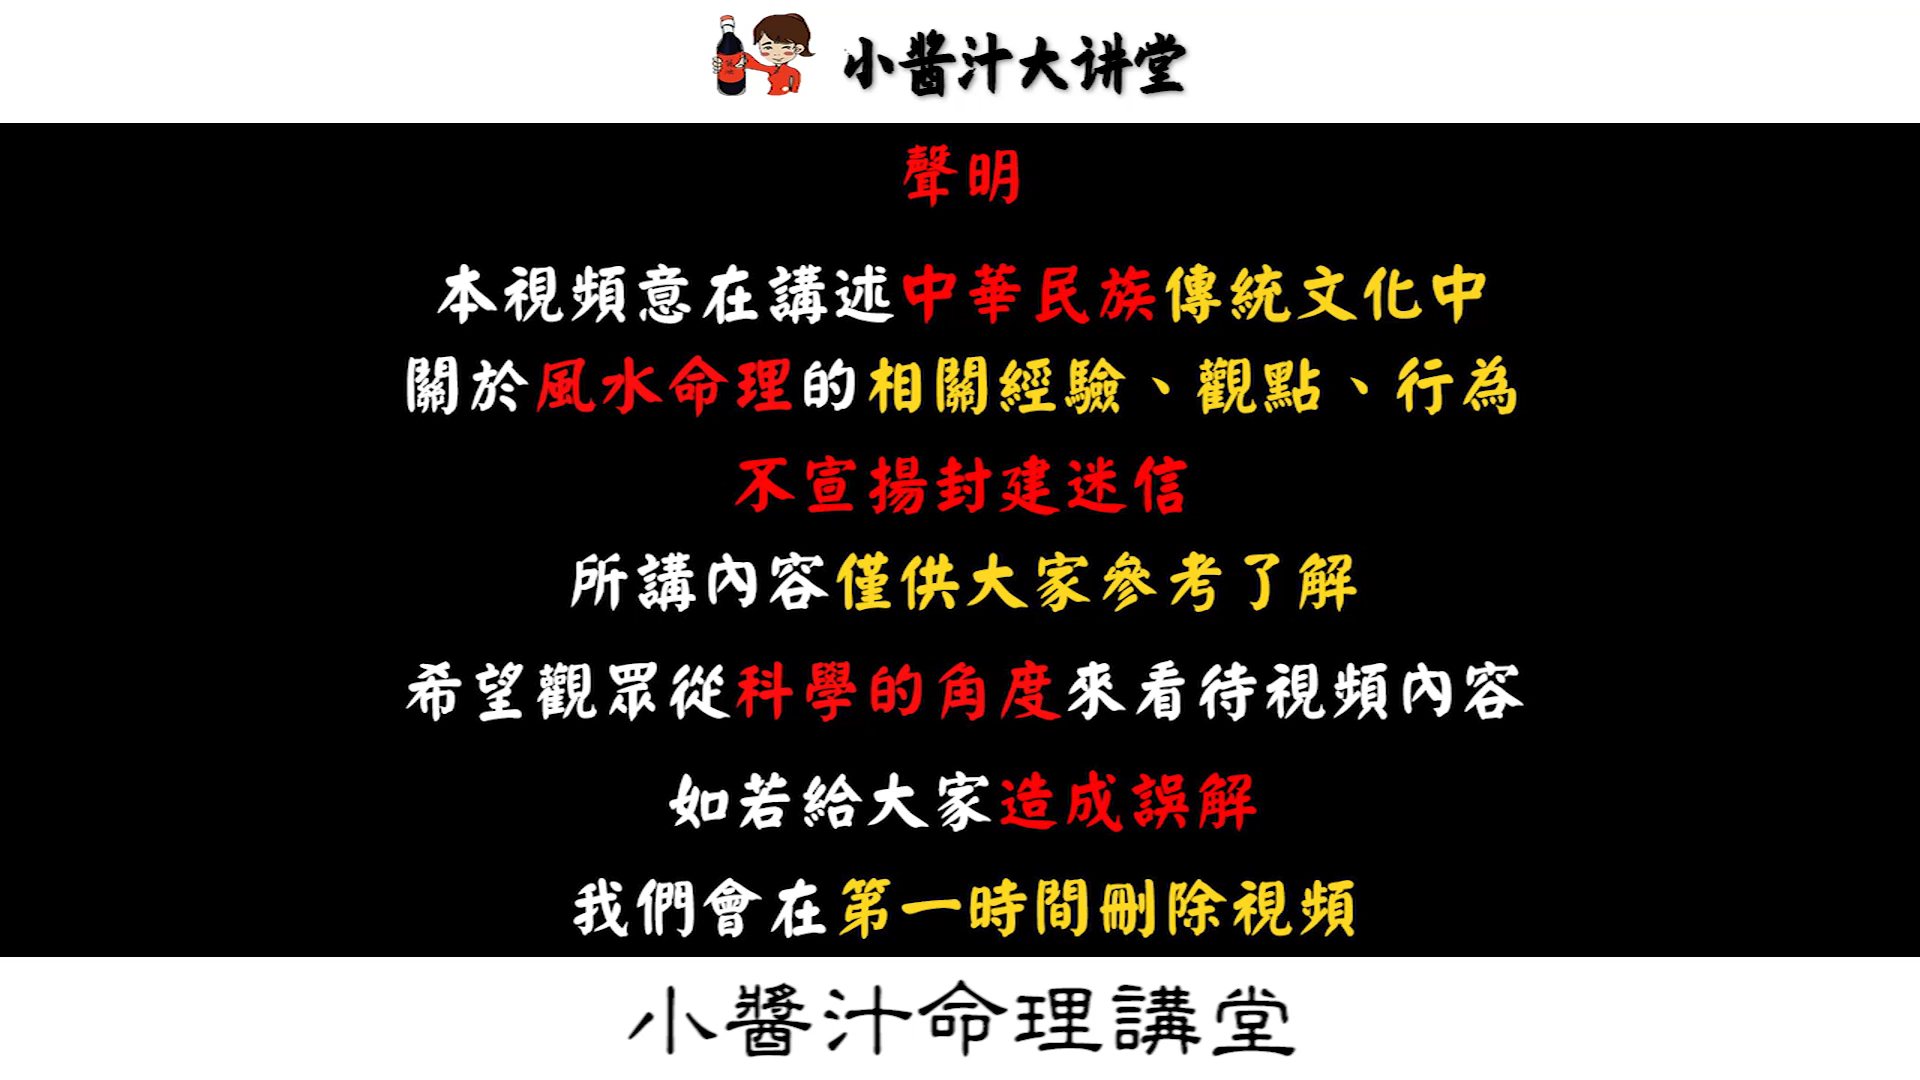 小酱汁大讲堂
聲明
本視頻意在講述中華民族傳統文化中
關於風水命理的相關經驗、觀點、行為
不宣揚封建迷信
所講內容僅供大家參考了解
希望觀眾從科學的角度來看待視頻內容
如若給大家造成誤解
我們會在第一時間刪除視頻
小醬汁命理講堂